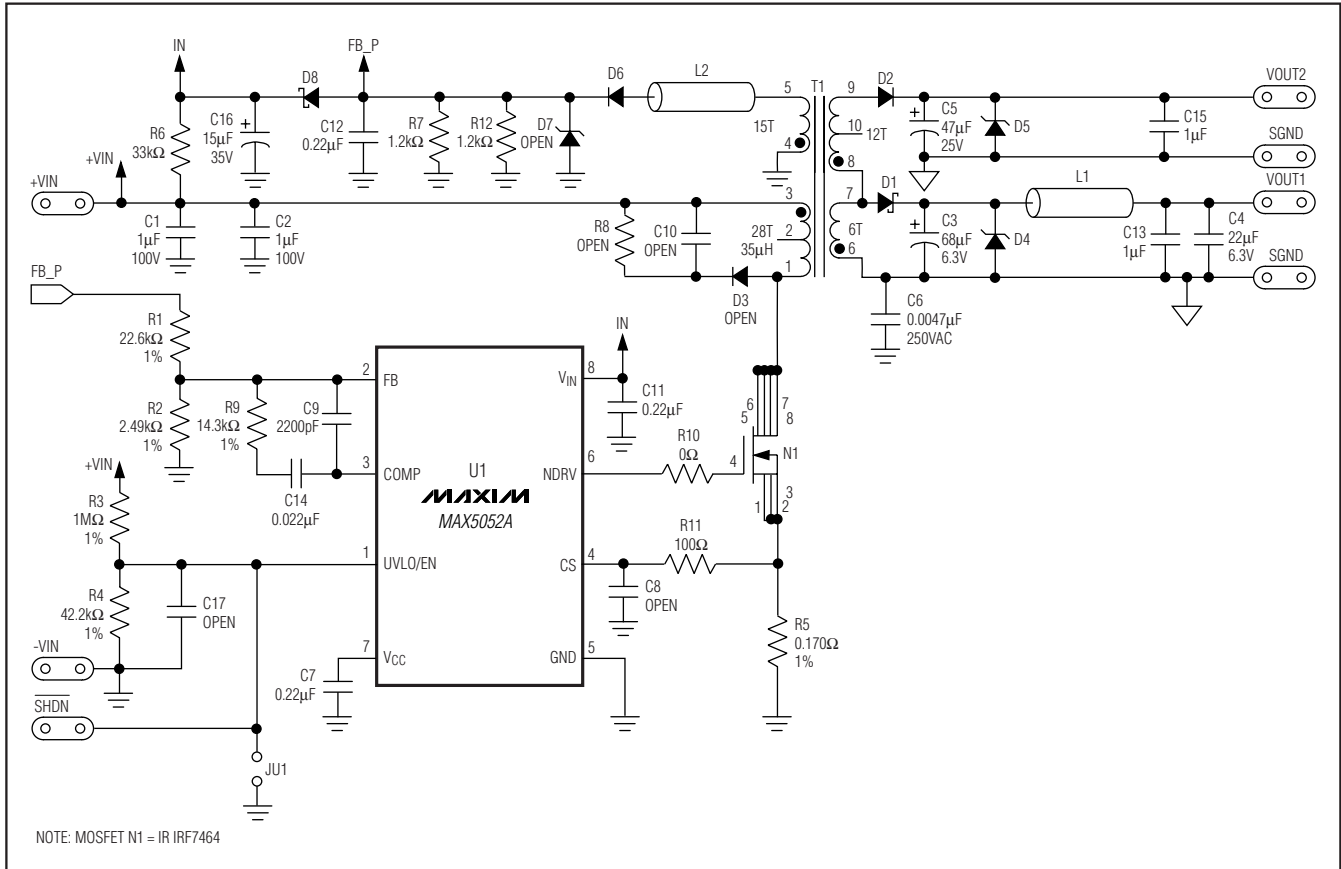 IN
FB_P
D8
C16
15µF
35V
R6
33kΩ
C12
0.22µF
R7
1.2kΩ
R12
1.2kΩ
D7
OPEN
D6
L2
5
T1
9
15T
4
10
12T
8
D2
C5
47µF
25V
D5
C15
1µF
VOUT2
SGND
+VIN
+VIN
C1
1µF
100V
C2
1µF
100V
R8
OPEN
C10
OPEN
3
2
28T
35µH
1
7
6T
6
D1
C3
68µF
6.3V
D4
L1
C13
1µF
C4
22µF
6.3V
VOUT1
SGND
D3
OPEN
C6
0.0047µF
250VAC
FB_P
R1
22.6kΩ
1%
R2
2.49kΩ
1%
R9
14.3kΩ
1%
C9
2200pF
C14
0.022µF
2
FB
3
COMP
1
UVLO/EN
7
VCC
U1
MAXIM
MAX5052A
VIN
8
NDRV
6
CS
4
GND
5
IN
C11
0.22µF
R10
0Ω
4
5
6
7
8
N1
1
3
2
R11
100Ω
C8
OPEN
R5
0.170Ω
1%
+VIN
R3
1MΩ
1%
R4
42.2kΩ
1%
C17
OPEN
-VIN
SHDN
C7
0.22µF
JU1
NOTE: MOSFET N1 = IR IRF7464